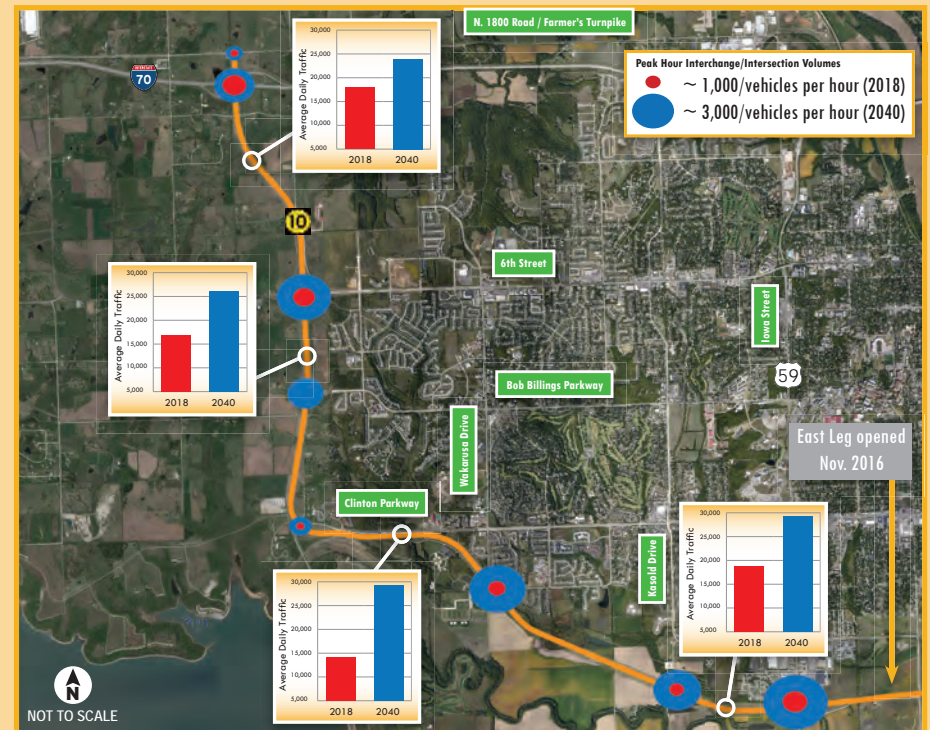 N. 1800 Road / Farmer's Turnpike
Peak Hour Interchange/Intersection Volumes
~ 1,000/vehicles per hour (2018)
~ 3,000/vehicles per hour (2040)
INTERSTATE
70
Average Daily Traffic
30,000
25,000
20,000
15,000
10,000
5,000
2018 2040
10
6th Street
Iowa Street
59
Average Daily Traffic
30,000
25,000
20,000
15,000
10,000
5,000
2018 2040
Bob Billings Parkway
Wakarusa Drive
East Leg opened
Nov. 2016
Clinton Parkway
Kasold Drive
Average Daily Traffic
30,000
25,000
20,000
15,000
10,000
5,000
2018 2040
Average Daily Traffic
30,000
25,000
20,000
15,000
10,000
5,000
2018 2040
N
NOT TO SCALE